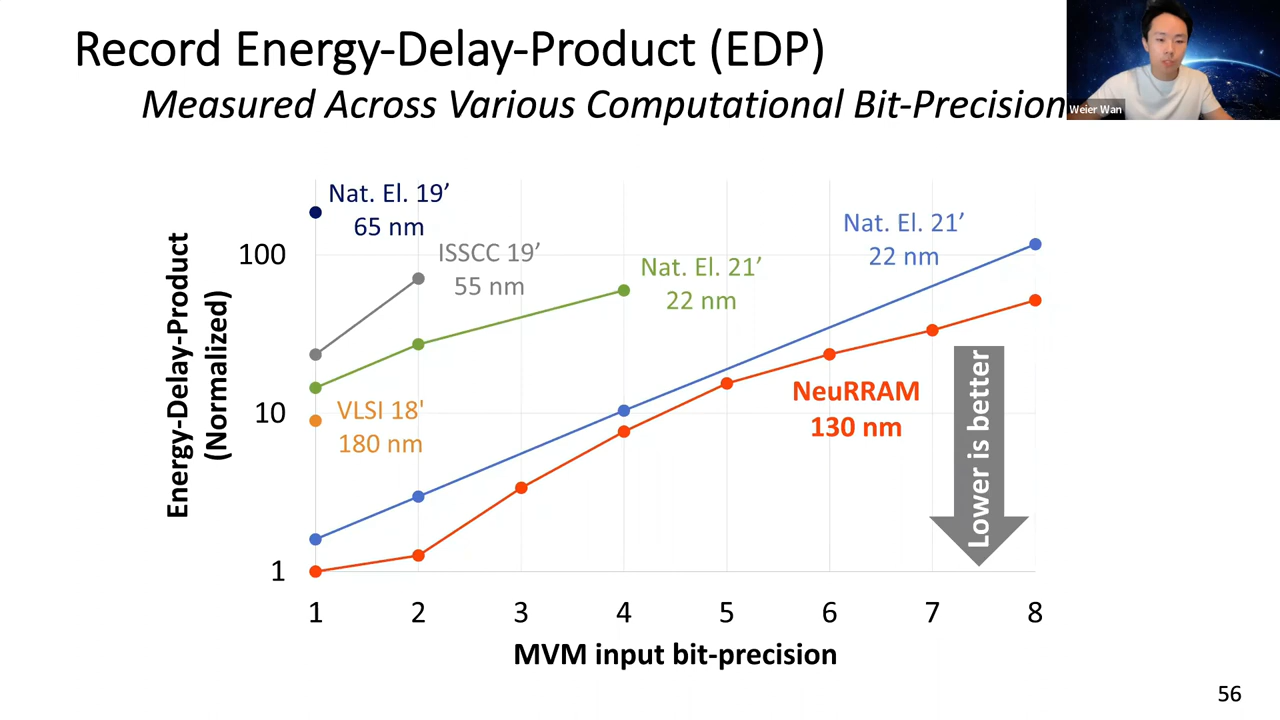 Record Energy-Delay-Product (EDP)
Measured Across Various Computational Bit-Precision
Weier Wan
Energy-Delay-Product
(Normalized)
100
10
1
Nat. El. 19’
65 nm
ISSCC 19’
55 nm
Nat. El. 21’
22 nm
Nat. El. 21’
22 nm
VLSI 18'
180 nm
NeuRRAM
130 nm
Lower is better
1 2 3 4 5 6 7 8
MVM input bit-precision
56